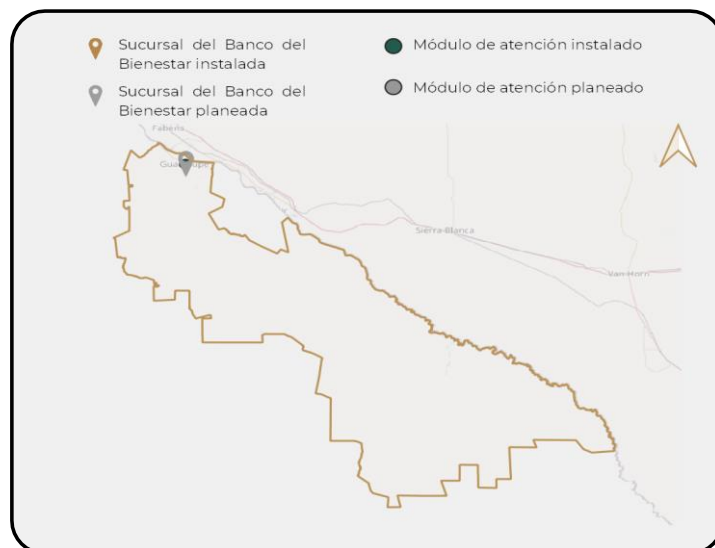 Sucursal del Banco del
Bienestar instalada
Sucursal del Banco del
Bienestar planeada
Módulo de atención instalado
Módulo de atención planeado
Fabens
Sierra Blanca
Van Horn